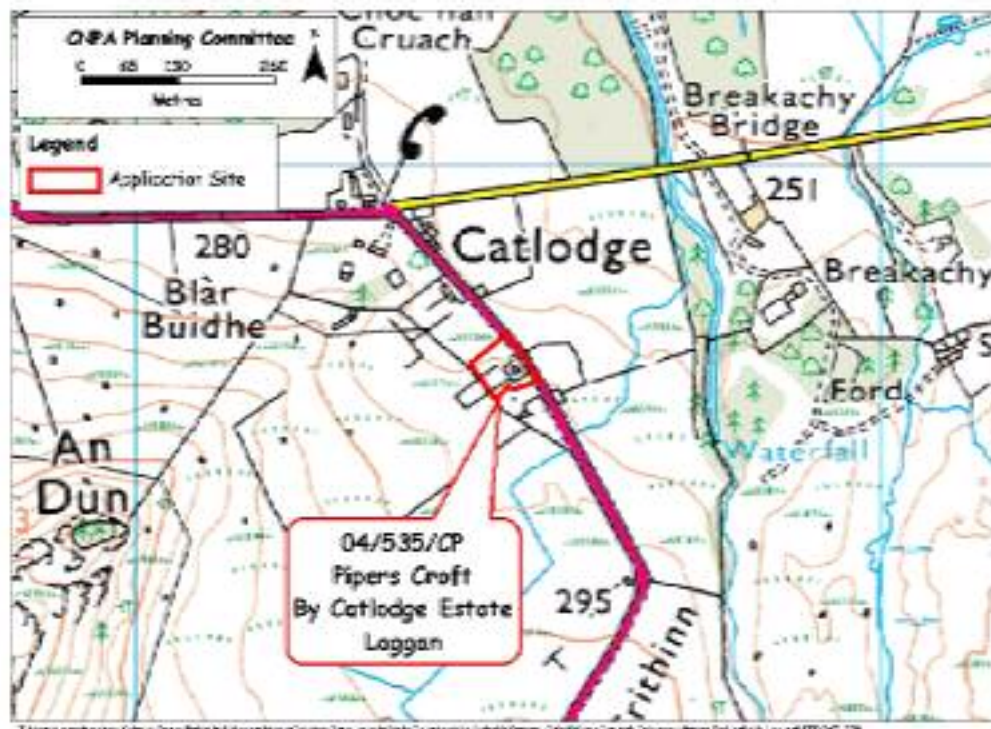 CNPA Planning Committee
Metres
Legend
Application Site
Cruach
Breakachy
Bridge
251
280
Catlodge
Blàr
Buidhe
Breakachy
An
Dùn
Ford
Waterfall
04/535/CP
Pipers Croft
By Catlodge Estate
Laggan
295
T
rithinn